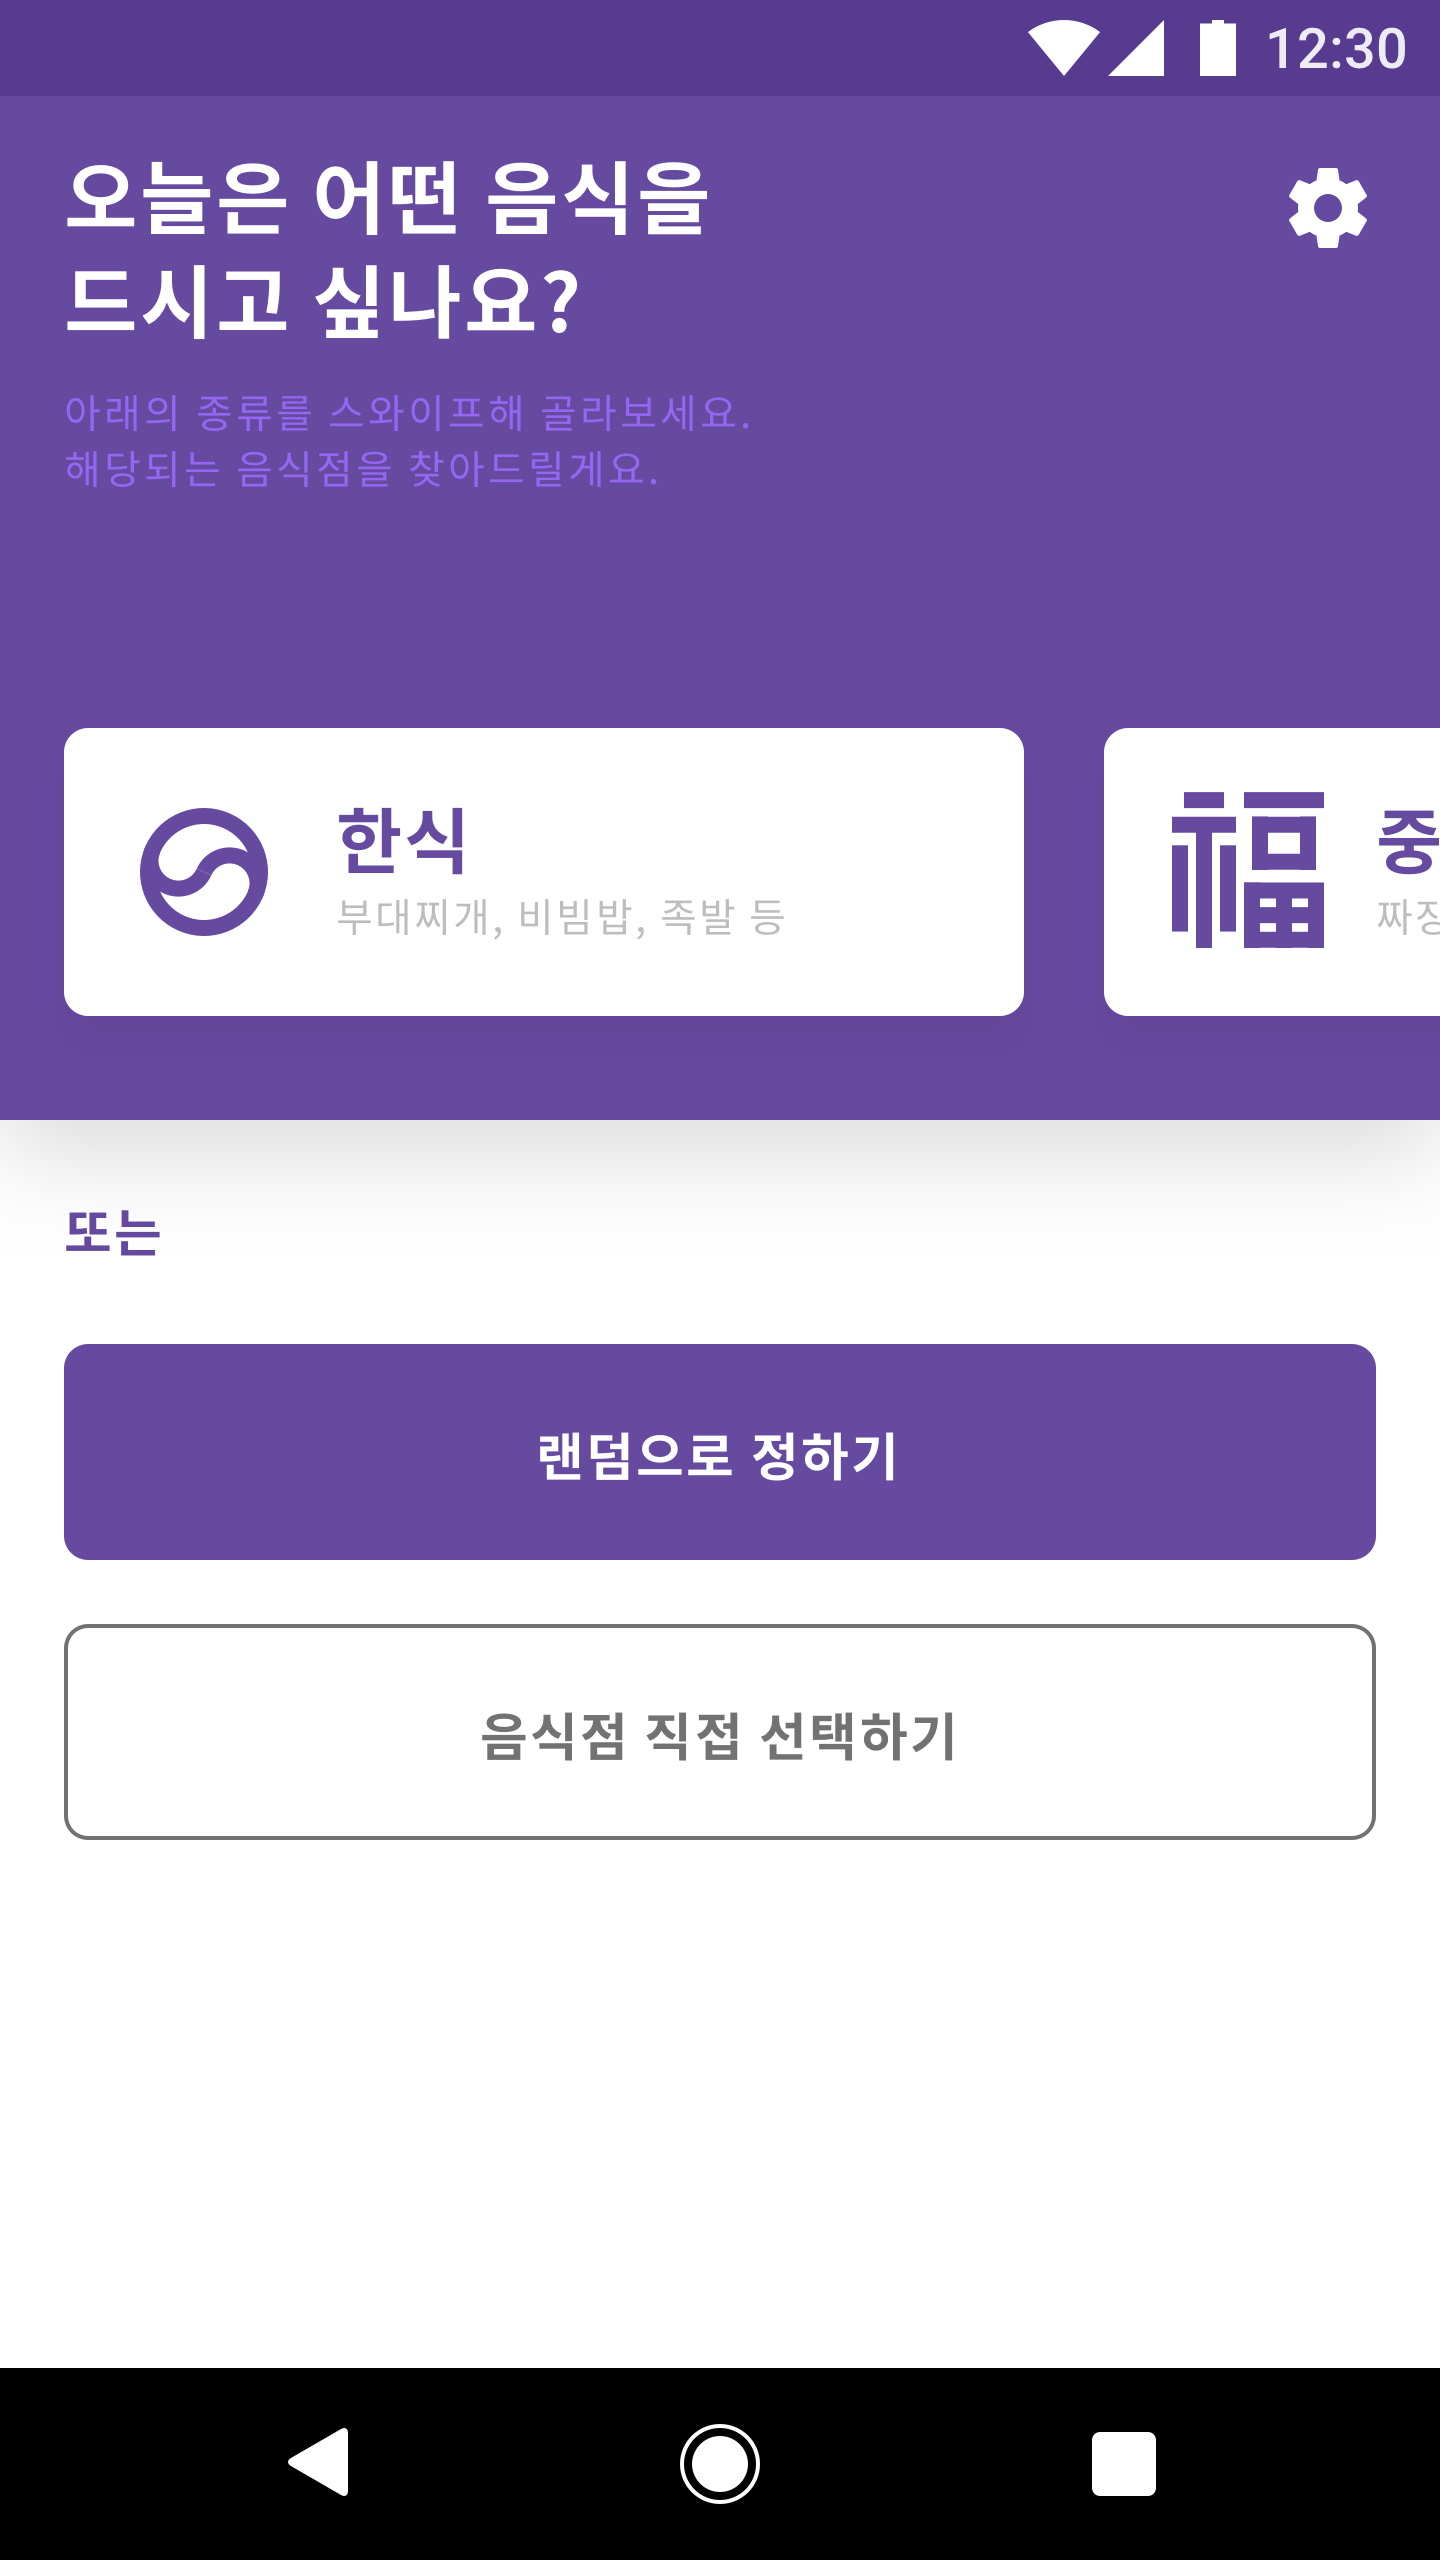 12:30
오늘은 어떤 음식을
드시고 싶나요?
아래의 종류를 스와이프해 골라보세요.
해당되는 음식점을 찾아드릴게요.
한식
부대찌개, 비빔밥, 족발 등
福
중
짜장
또는
랜덤으로 정하기
음식점 직접 선택하기